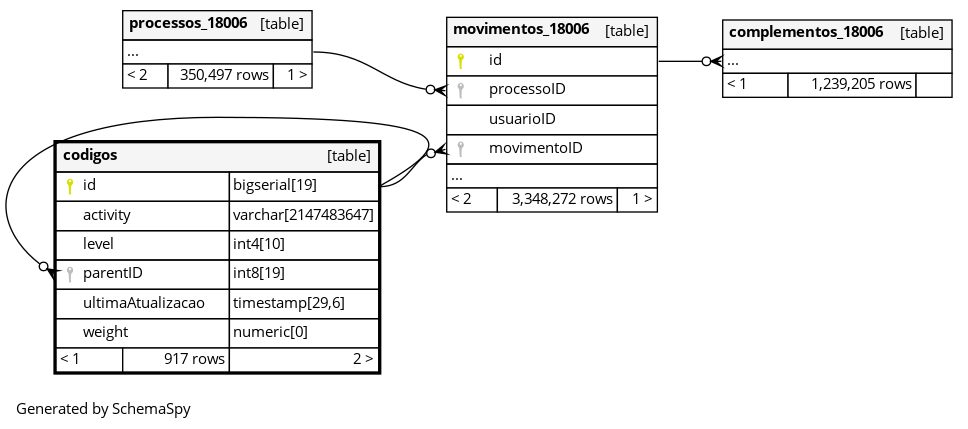 processos_18006 [table]
...
< 2 350,497 rows 1 >
movimentos_18006 [table]
id
processoID
usuarioID
movimentoID
...
< 2 3,348,272 rows 1 >
complementos_18006 [table]
...
< 1 1,239,205 rows
codigos [table]
id bigserial[19]
activity varchar[2147483647]
level int4[10]
parentID int8[19]
ultimaAtualizacao timestamp[29,6]
weight numeric[0]
< 1 917 rows 2 >
Generated by SchemaSpy